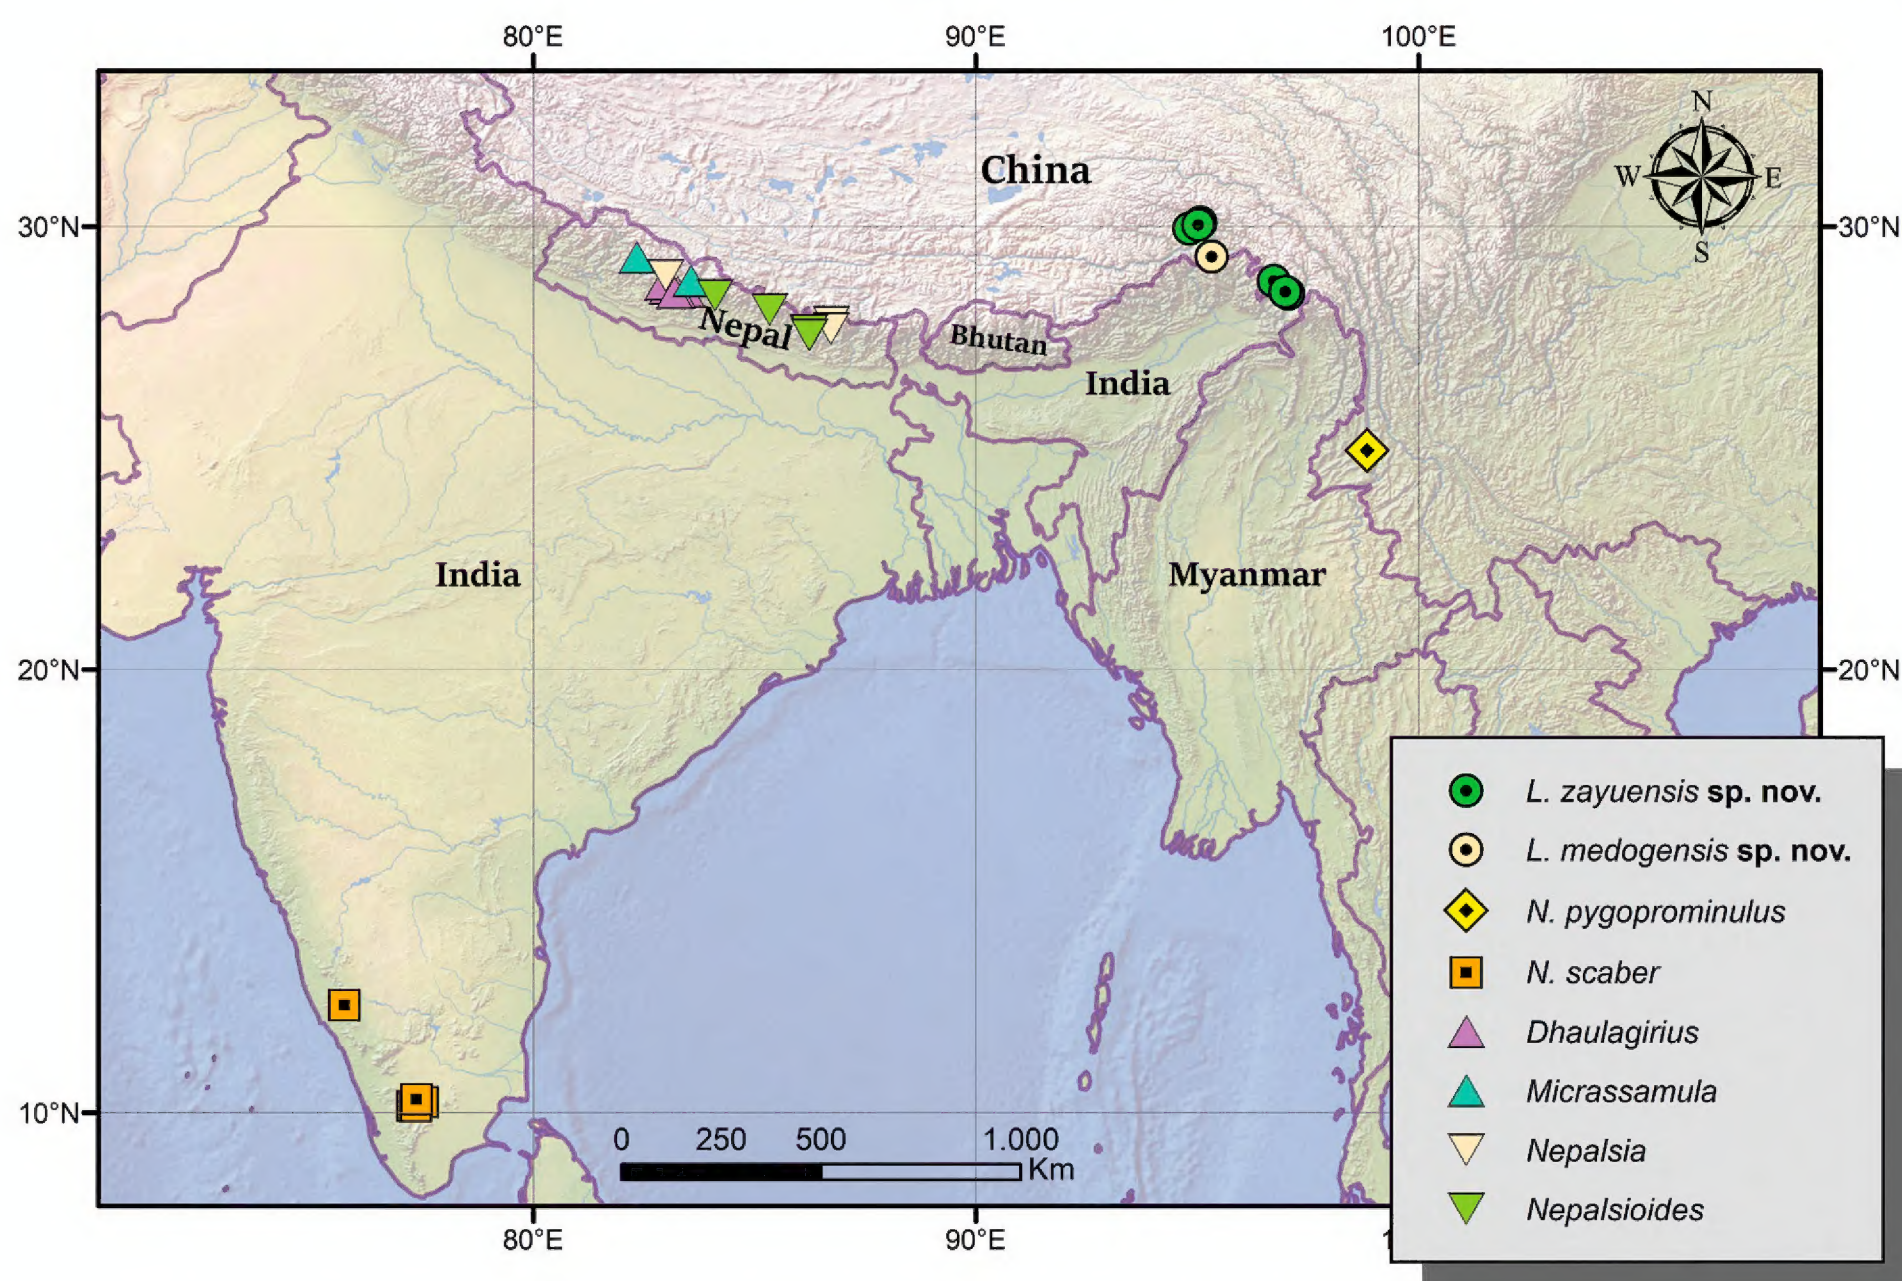 80°E 90°E 100°E
N
W E
S
China
30°N 30°N
Nepal
Bhutan
India
India
Myanmar
20°N 20°N
L. zayuensis sp. nov.
L. medogensis sp. nov.
N. pygoprominulus
N. scaber
Dhaulagirius
Micrassamula
Nepalsia
Nepalsioides
10°N
0 250 500 1.000
Km
80°E 90°E